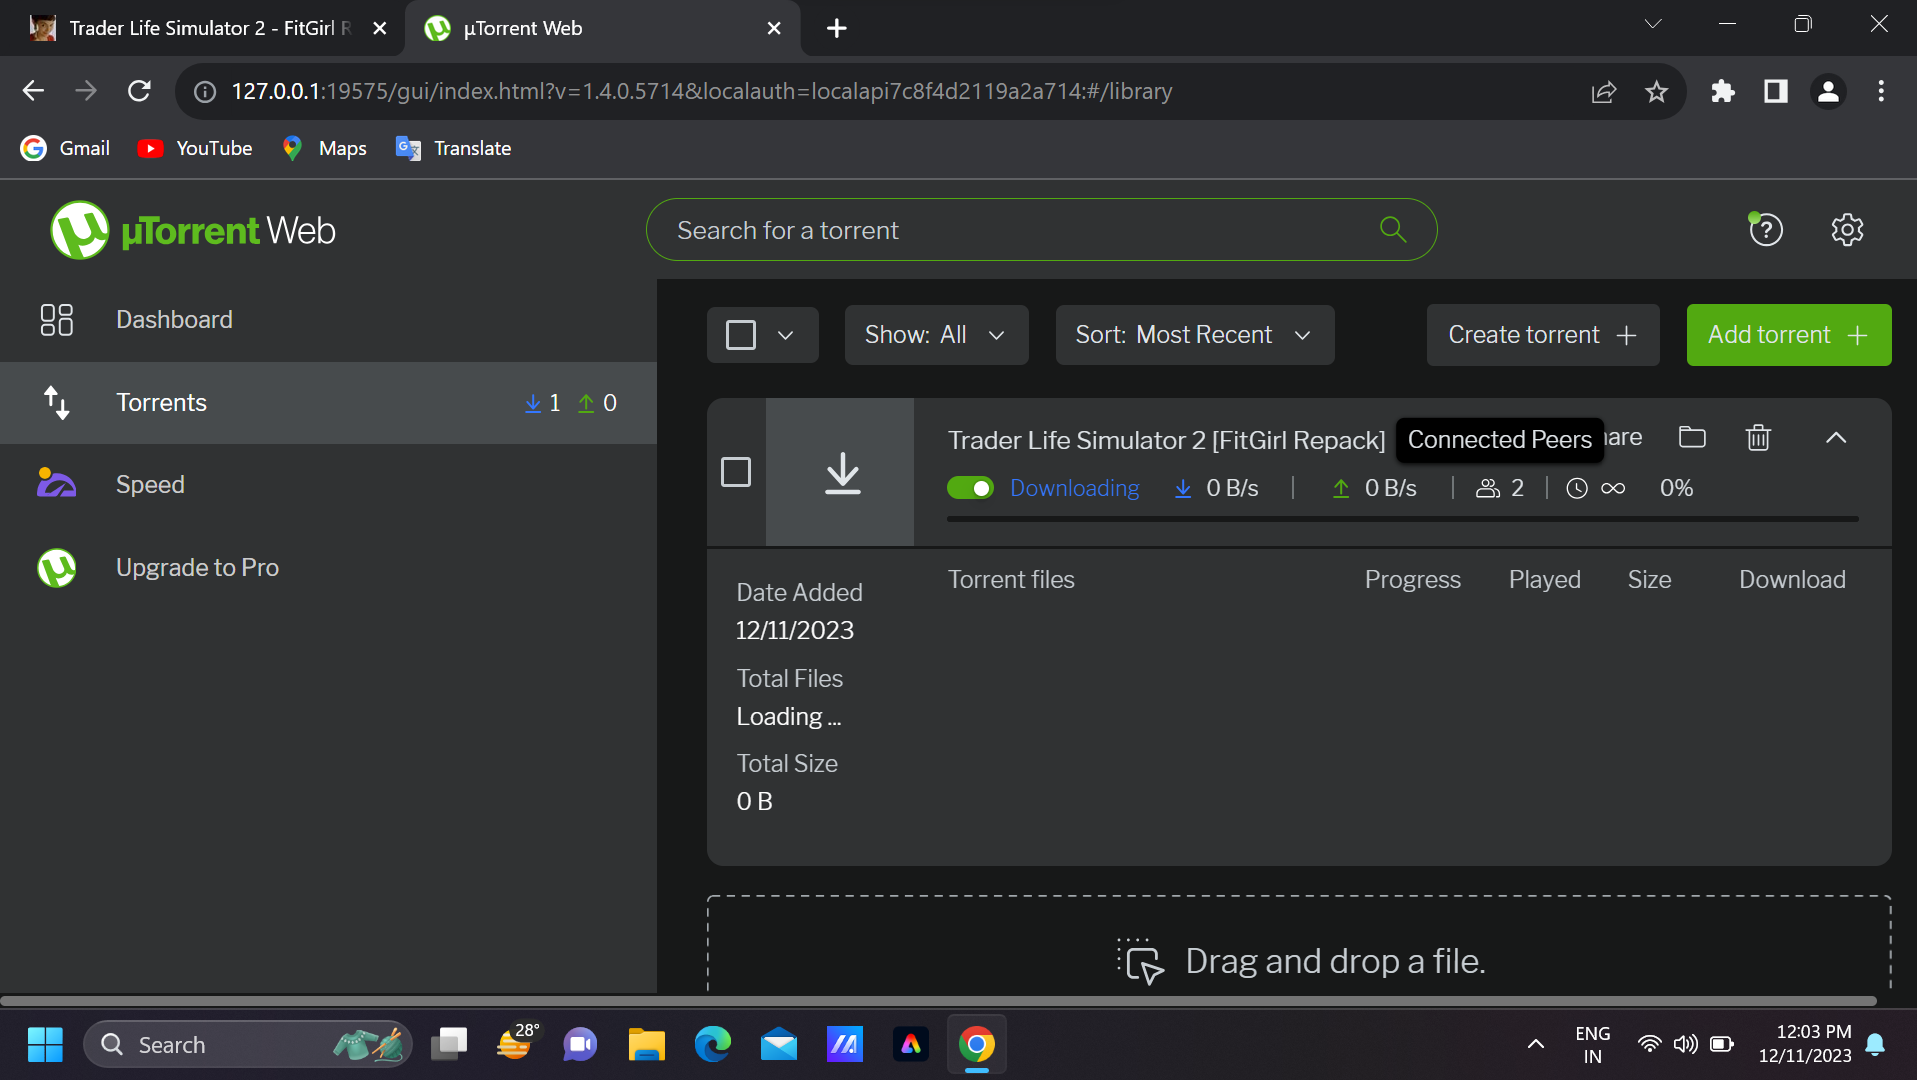 Trader Life Simulator 2 - FitGirl R
µTorrent Web
127.0.0.1:19575/gui/index.html?v=1.4.0.5714&localauth=localapi7c8f4d2119a2a714:#/library
Gmail YouTube Maps Translate
µTorrent Web
Search for a torrent
Dashboard
Torrents 1 0
Speed
Upgrade to Pro
Show: All
Sort: Most Recent
Create torrent +
Add torrent +
Trader Life Simulator 2 [FitGirl Repack]
Connected Peers
are
Downloading 0 B/s | 0 B/s | 2 | ∞ 0%
Torrent files Progress Played Size Download
Date Added
12/11/2023
Total Files
Loading ...
Total Size
0 B
Drag and drop a file.
Search
28°
ENG
IN
12:03 PM
12/11/2023